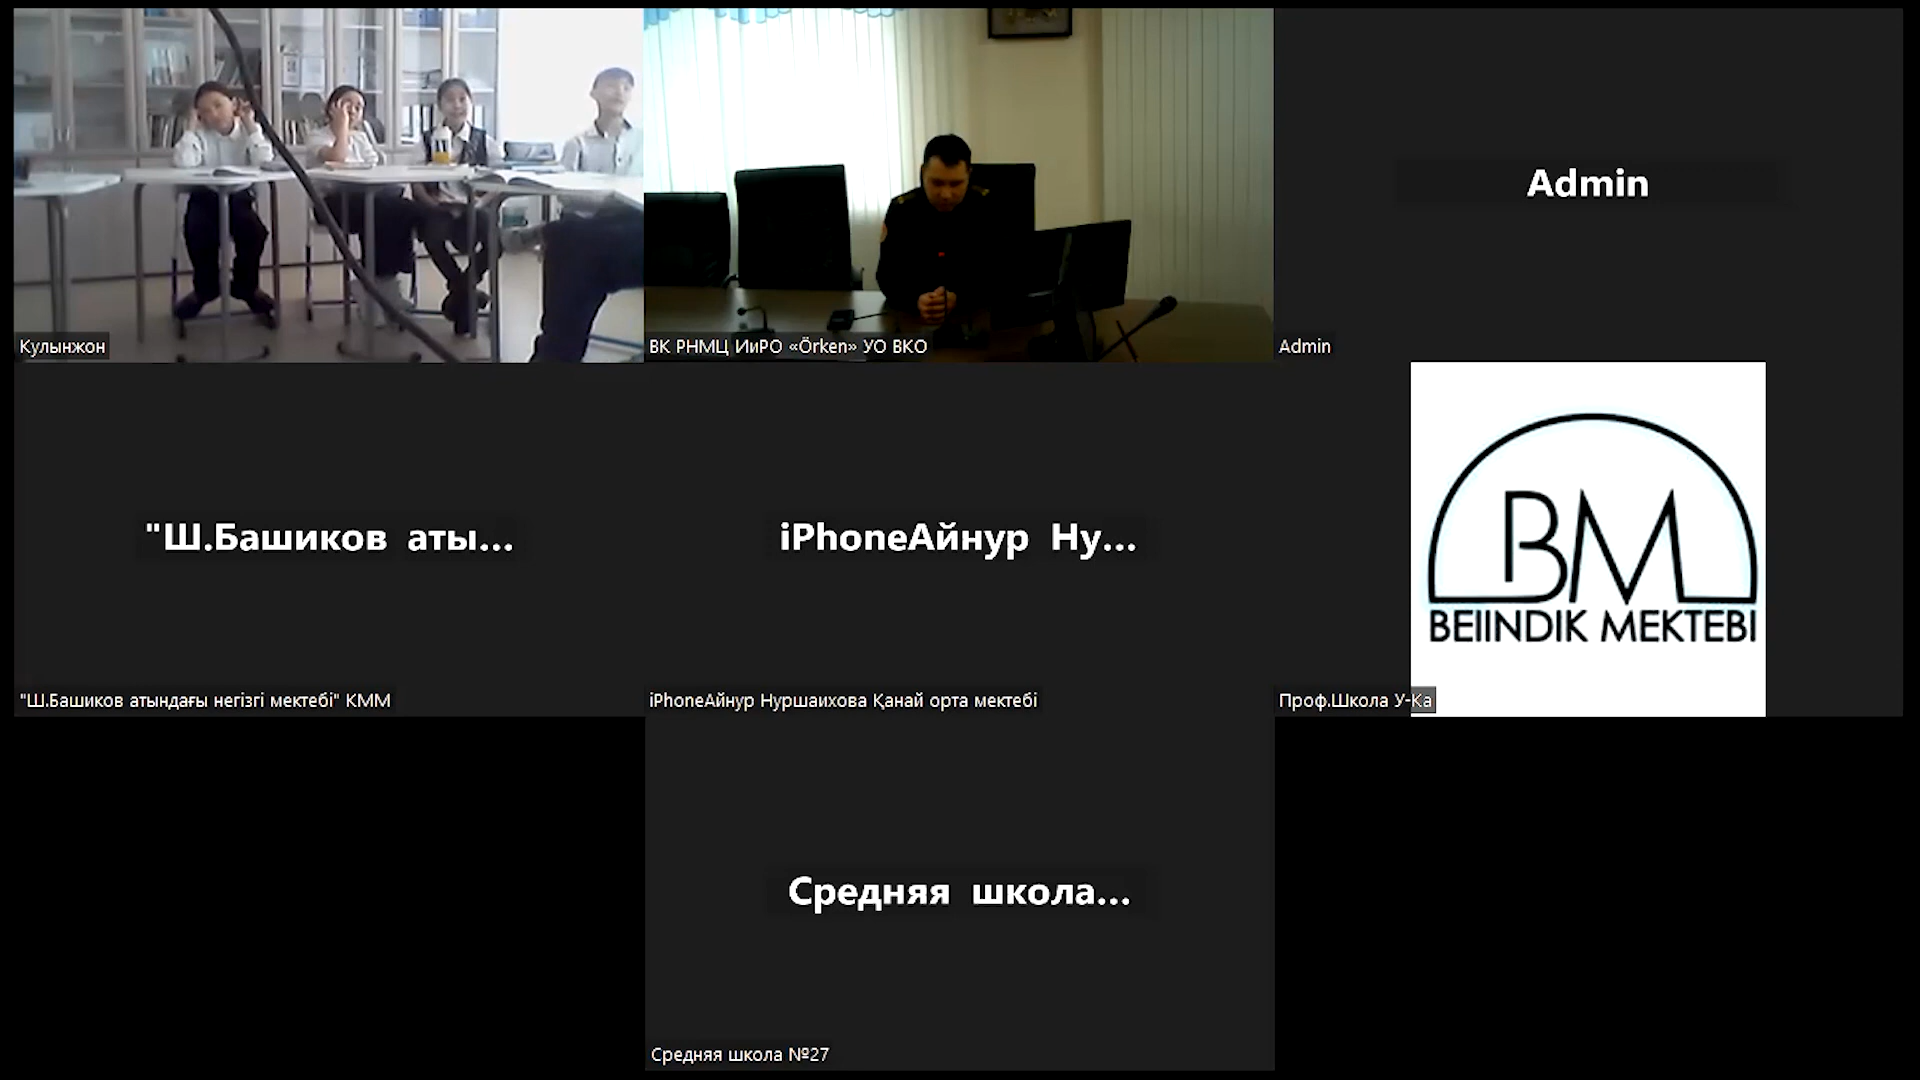 Кулынжон
ВК РНМЦ ИиРО «Örken» УО ВКО
Admin
Admin
"Ш.Башиков аты...
"Ш.Башиков атындағы негізгі мектебі" КММ
iPhoneАйнур Ну...
iPhoneАйнур Нуршаихова Қанай орта мектебі
BM
BEIINDIK MEKTEBI
Проф.Школа У-Ка
Средняя школа...
Средняя школа №27